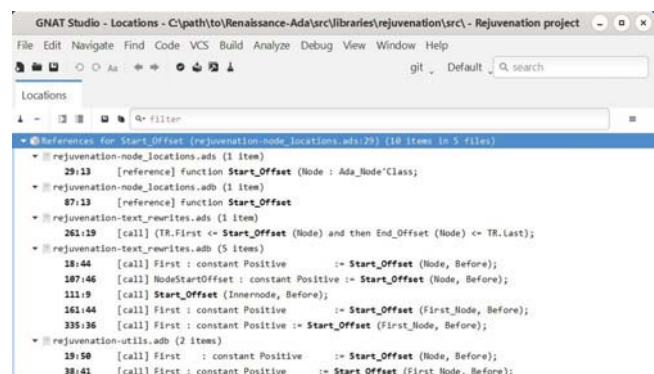 GNAT Studio - Locations - C:\path\to\Renaissance-Ada\src\libraries\rejuvenation\src\ - Rejuvenation project
File Edit Navigate Find Code VCS Build Analyze Debug View Window Help
git Default search
Locations
filter
References for Start_Offset (rejuvenation-node_locations.ads:29) (10 items in 5 files)
rejuvenation-node_locations.ads (1 item)
29:13 [reference] function Start_Offset (Node : Ada_Node'Class;
rejuvenation-node_locations.adb (1 item)
87:13 [reference] function Start_Offset
rejuvenation-text_rewrites.ads (1 item)
261:19 [call] (TR.First <= Start_Offset (Node) and then End_Offset (Node) <= TR.Last);
rejuvenation-text_rewrites.adb (5 items)
18:44 [call] First : constant Positive := Start_Offset (Node, Before);
107:46 [call] NodeStartOffset : constant Positive := Start_Offset (Node, Before);
111:9 [call] Start_Offset (Innernode, Before);
161:44 [call] First : constant Positive := Start_Offset (First_Node, Before);
335:36 [call] First : constant Positive := Start_Offset (First_Node, Before);
rejuvenation-utils.adb (2 items)
19:50 [call] First : constant Positive := Start_Offset (Node, Before);
38:41 [call] First : constant Positive := Start_Offset (First_Node, Before);